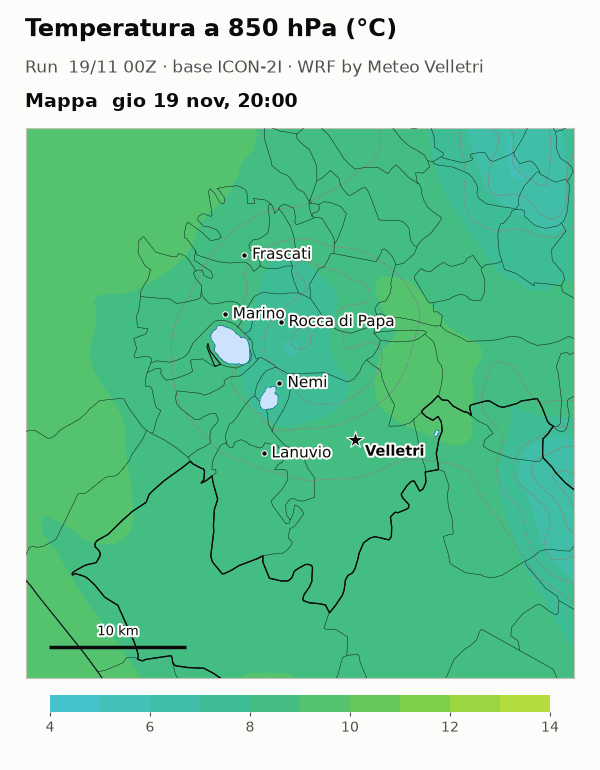 Temperatura a 850 hPa (°C)
Run  19/11 00Z · base ICON-2I · WRF by Meteo Velletri
Mappa  gio 19 nov, 20:00
Frascati
Marino
Rocca di Papa
Nemi
Velletri
Lanuvio
10 km
4 6 8 10 12 14